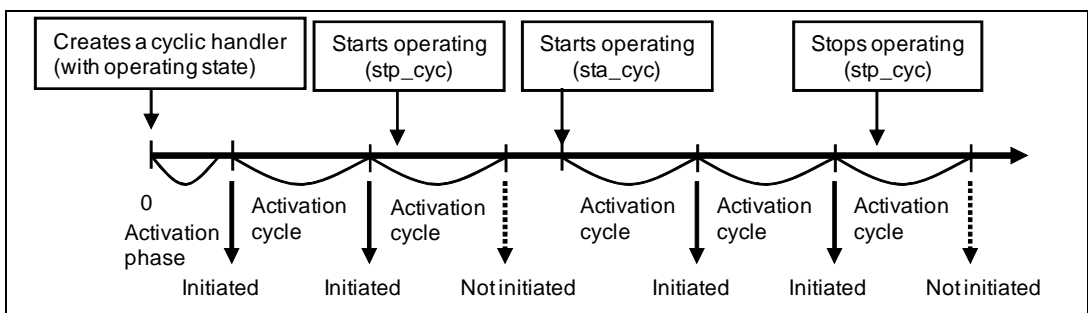 Creates a cyclic handler
(with operating state)
Starts operating
(stp_cyc)
Starts operating
(sta_cyc)
Stops operating
(stp_cyc)
0
Activation
phase
Activation
cycle
Activation
cycle
Activation
cycle
Activation
cycle
Activation
cycle
Initiated
Initiated
Not initiated
Initiated
Initiated
Not initiated